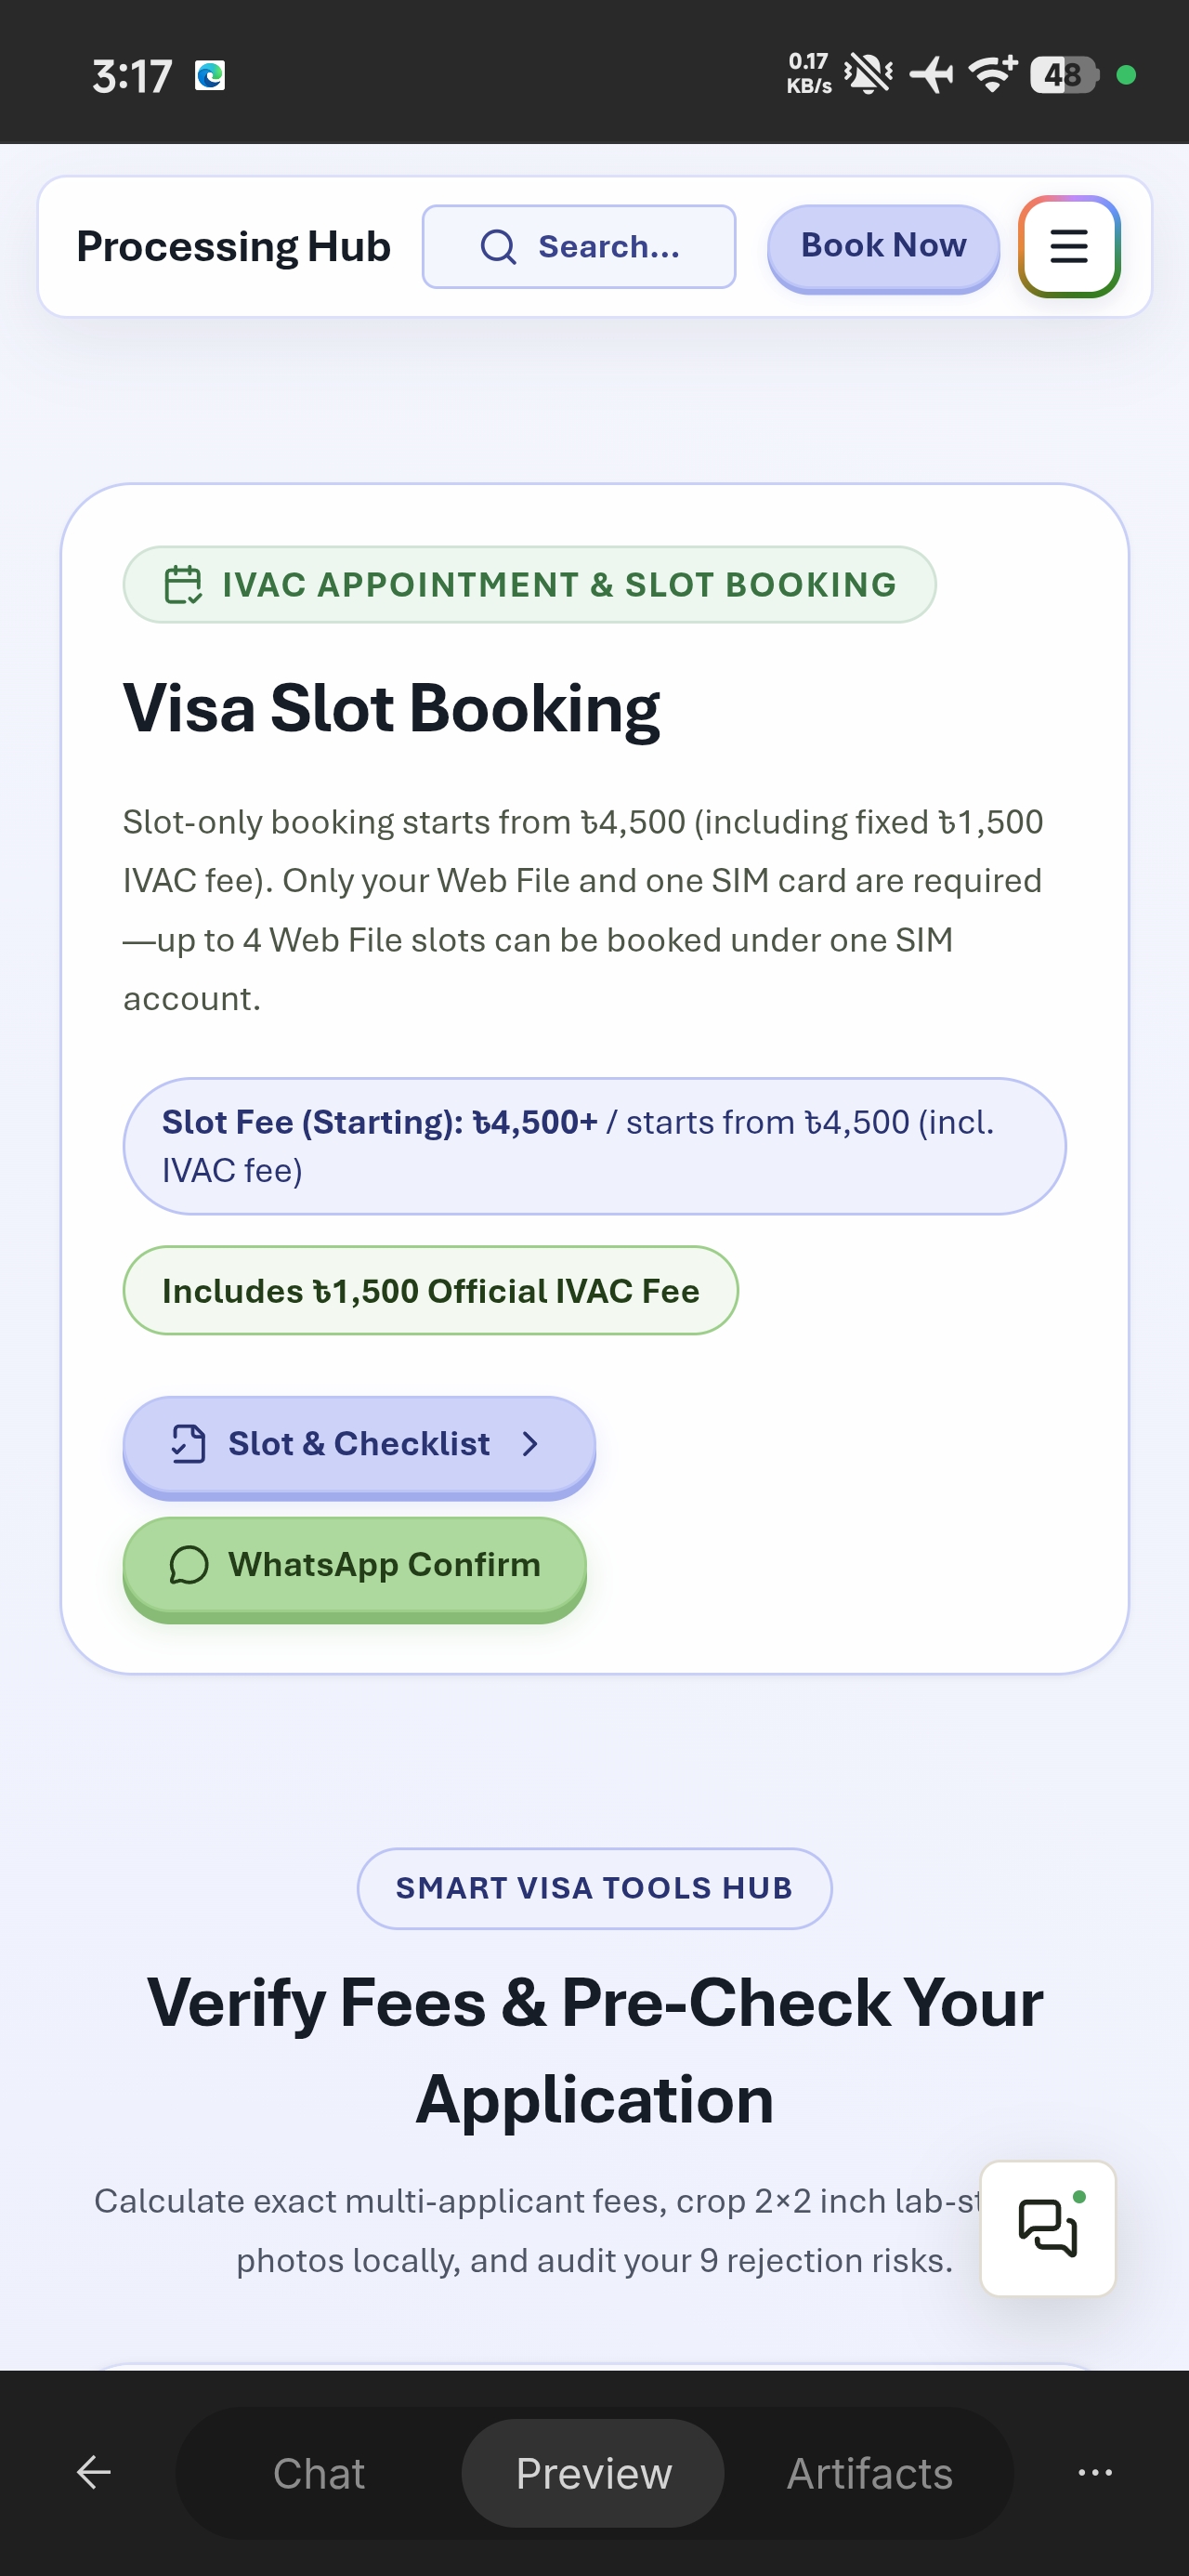 3:17
0.17
KB/s
48
Processing Hub
Search...
Book Now
IVAC APPOINTMENT & SLOT BOOKING
Visa Slot Booking
Slot-only booking starts from ৳4,500 (including fixed ৳1,500
IVAC fee). Only your Web File and one SIM card are required
—up to 4 Web File slots can be booked under one SIM
account.
Slot Fee (Starting): ৳4,500+ / starts from ৳4,500 (incl.
IVAC fee)
Includes ৳1,500 Official IVAC Fee
Slot & Checklist
WhatsApp Confirm
SMART VISA TOOLS HUB
Verify Fees & Pre-Check Your
Application
Calculate exact multi-applicant fees, crop 2×2 inch
photos locally, and audit your 9 rejection risks.
Chat
Preview
Artifacts